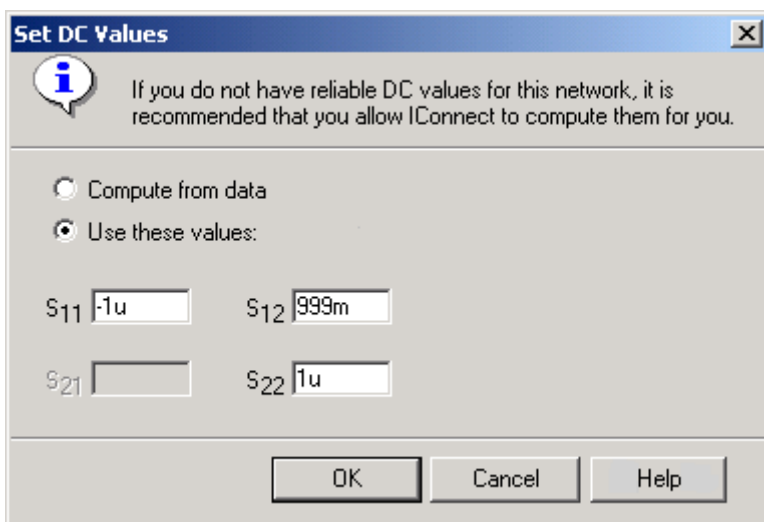 Set DC Values
If you do not have reliable DC values for this network, it is
recommended that you allow IConnect to compute them for you.
Compute from data
Use these values:
S11 -1u S12 999m
S21 S22 1u
OK Cancel Help